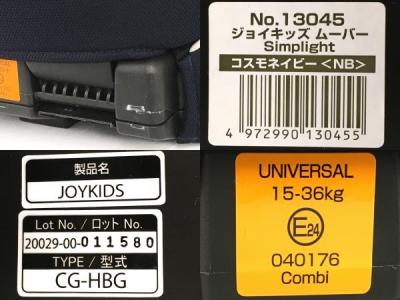 No.13045
ジョイキッズ ムーバー
Simplight
コスモネイビー<NB>
4 972990 130455
製品名
JOYKIDS
Lot No. / ロット No.
20029-00-011580
TYPE / 型式
CG-HBG
UNIVERSAL
15-36kg
E24
040176
Combi